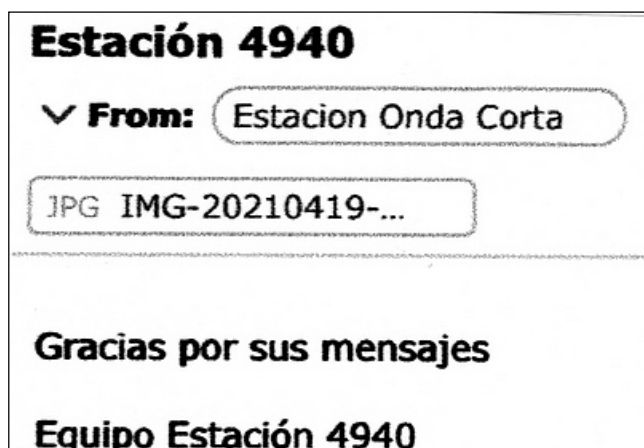 Estación 4940
From: Estacion Onda Corta
JPG IMG-20210419-...
Gracias por sus mensajes
Equipo Estación 4940